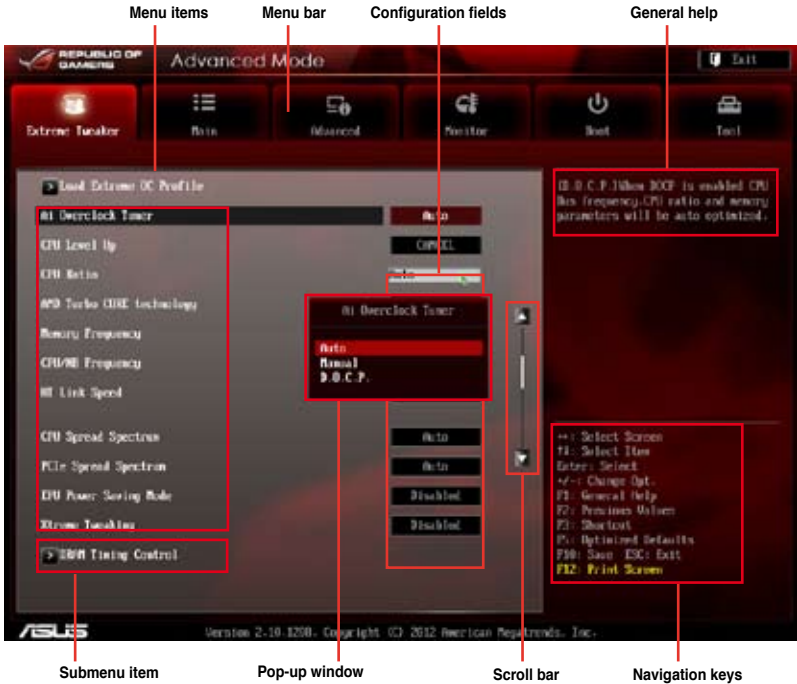 Menu items Menu bar Configuration fields General help
REPUBLIC OF GAMERS Advanced Mode Exit
Extreme Tweaker Main Advanced Monitor Boot Tool
Load Extreme OC Profile
Ai Overclock Tuner Auto
CPU Level Up CANCEL
CPU Ratio Auto
AMD Turbo CORE technology
Memory Frequency
CPU/NB Frequency
HT Link Speed
CPU Spread Spectrum Auto
PCIe Spread Spectrum Auto
EPU Power Saving Mode Disabled
Xtreme Tweaking Disabled
DRAM Timing Control
Ai Overclock Tuner
Auto
Manual
D.O.C.P.
[D.O.C.P.]When DOCP is enabled CPU
Bus frequency,CPU ratio and memory
parameters will be auto optimized.
→←: Select Screen
↑↓: Select Item
Enter: Select
+/-: Change Opt.
F1: General Help
F2: Previous Values
F3: Shortcut
F5: Optimized Defaults
F10: Save ESC: Exit
F12: Print Screen
ASUS Version 2.10.1208. Copyright (C) 2012 American Megatrends, Inc.
Submenu item Pop-up window Scroll bar Navigation keys